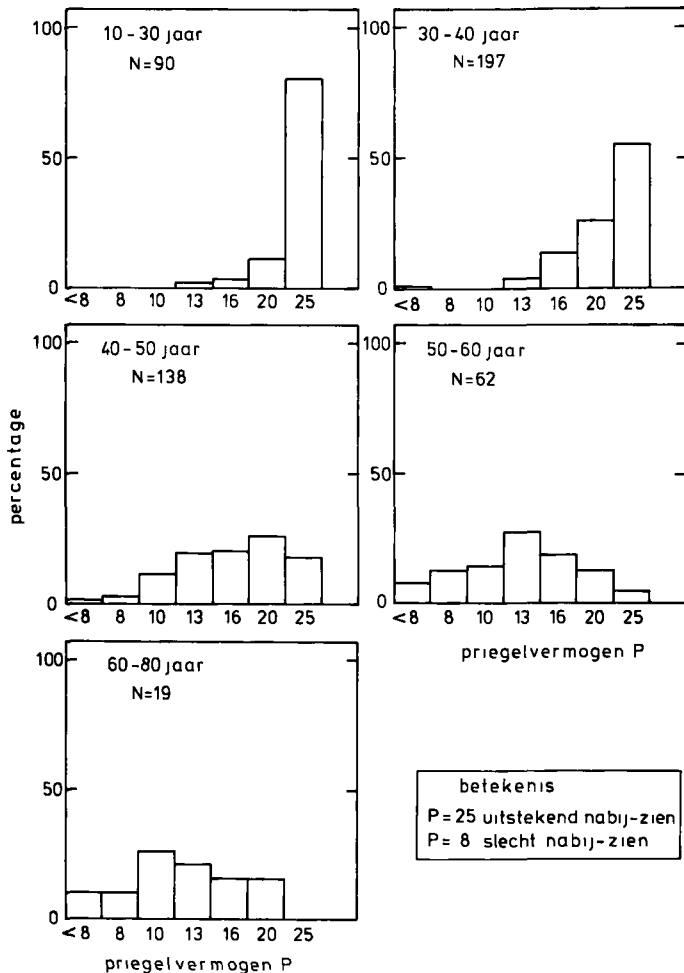 100
10-30 jaar
N=90
50
0
<8 8 10 13 16 20 25
100
30-40 jaar
N=197
50
0
<8 8 10 13 16 20 25
percentage
100
40-50 jaar
N=138
50
0
<8 8 10 13 16 20 25
100
50-60 jaar
N=62
50
0
<8 8 10 13 16 20 25
priegelvermogen P
100
60-80 jaar
N=19
50
0
<8 8 10 13 16 20 25
priegelvermogen P
betekenis
P=25 uitstekend nabij-zien
P= 8 slecht nabij-zien